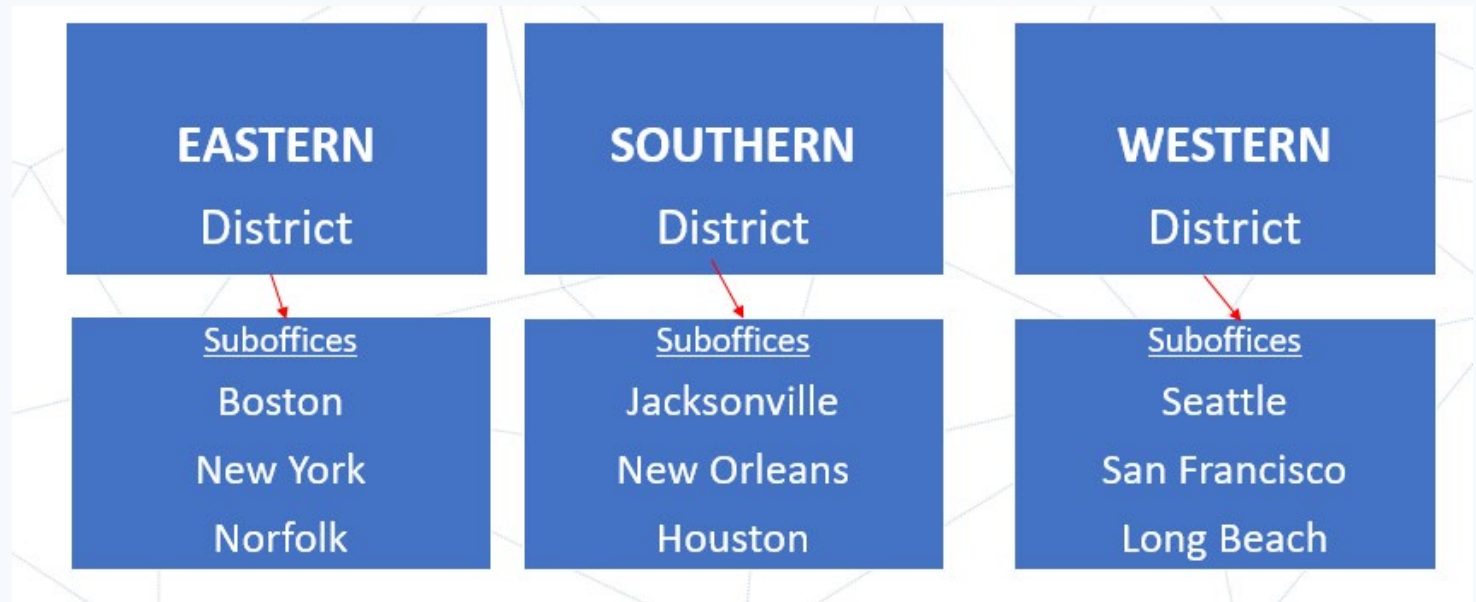 EASTERN
District
Suboffices
Boston
New York
Norfolk
SOUTHERN
District
Suboffices
Jacksonville
New Orleans
Houston
WESTERN
District
Suboffices
Seattle
San Francisco
Long Beach